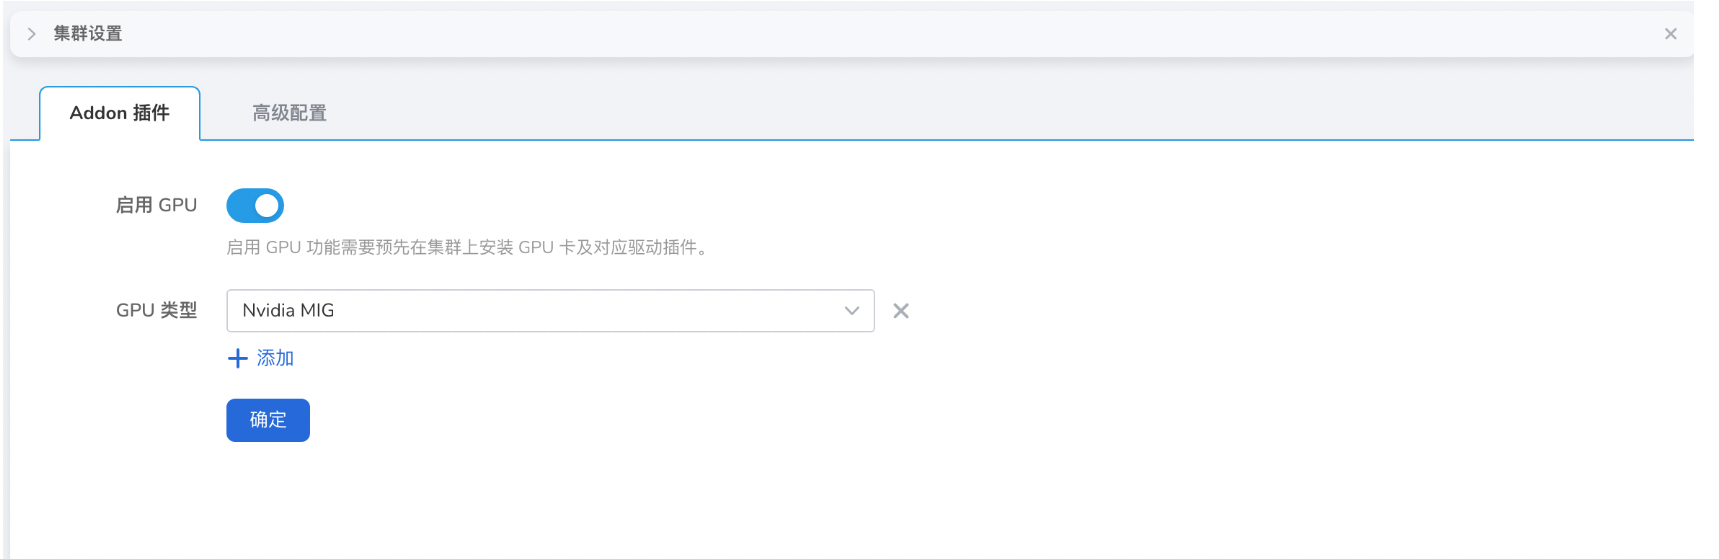 集群设置
Addon 插件
高级配置
启用 GPU
启用 GPU 功能需要预先在集群上安装 GPU 卡及对应驱动插件。
GPU 类型
Nvidia MIG
添加
确定